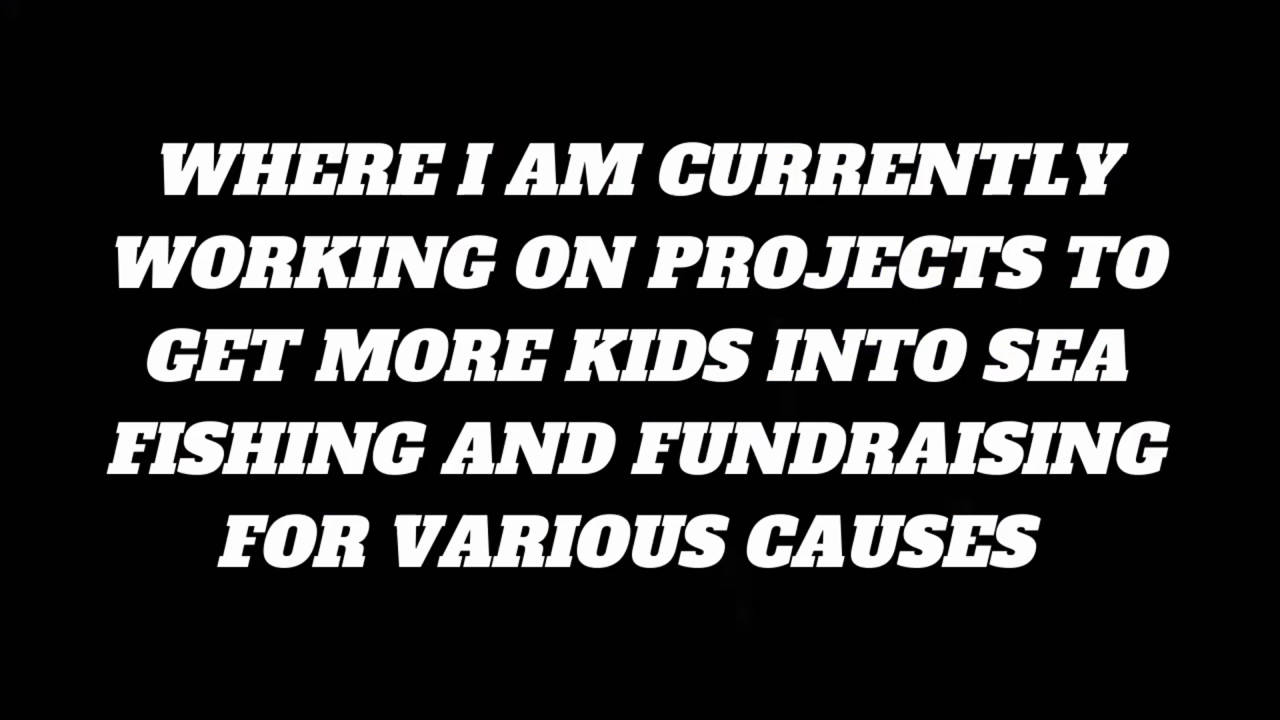 WHERE I AM CURRENTLY
WORKING ON PROJECTS TO
GET MORE KIDS INTO SEA
FISHING AND FUNDRAISING
FOR VARIOUS CAUSES